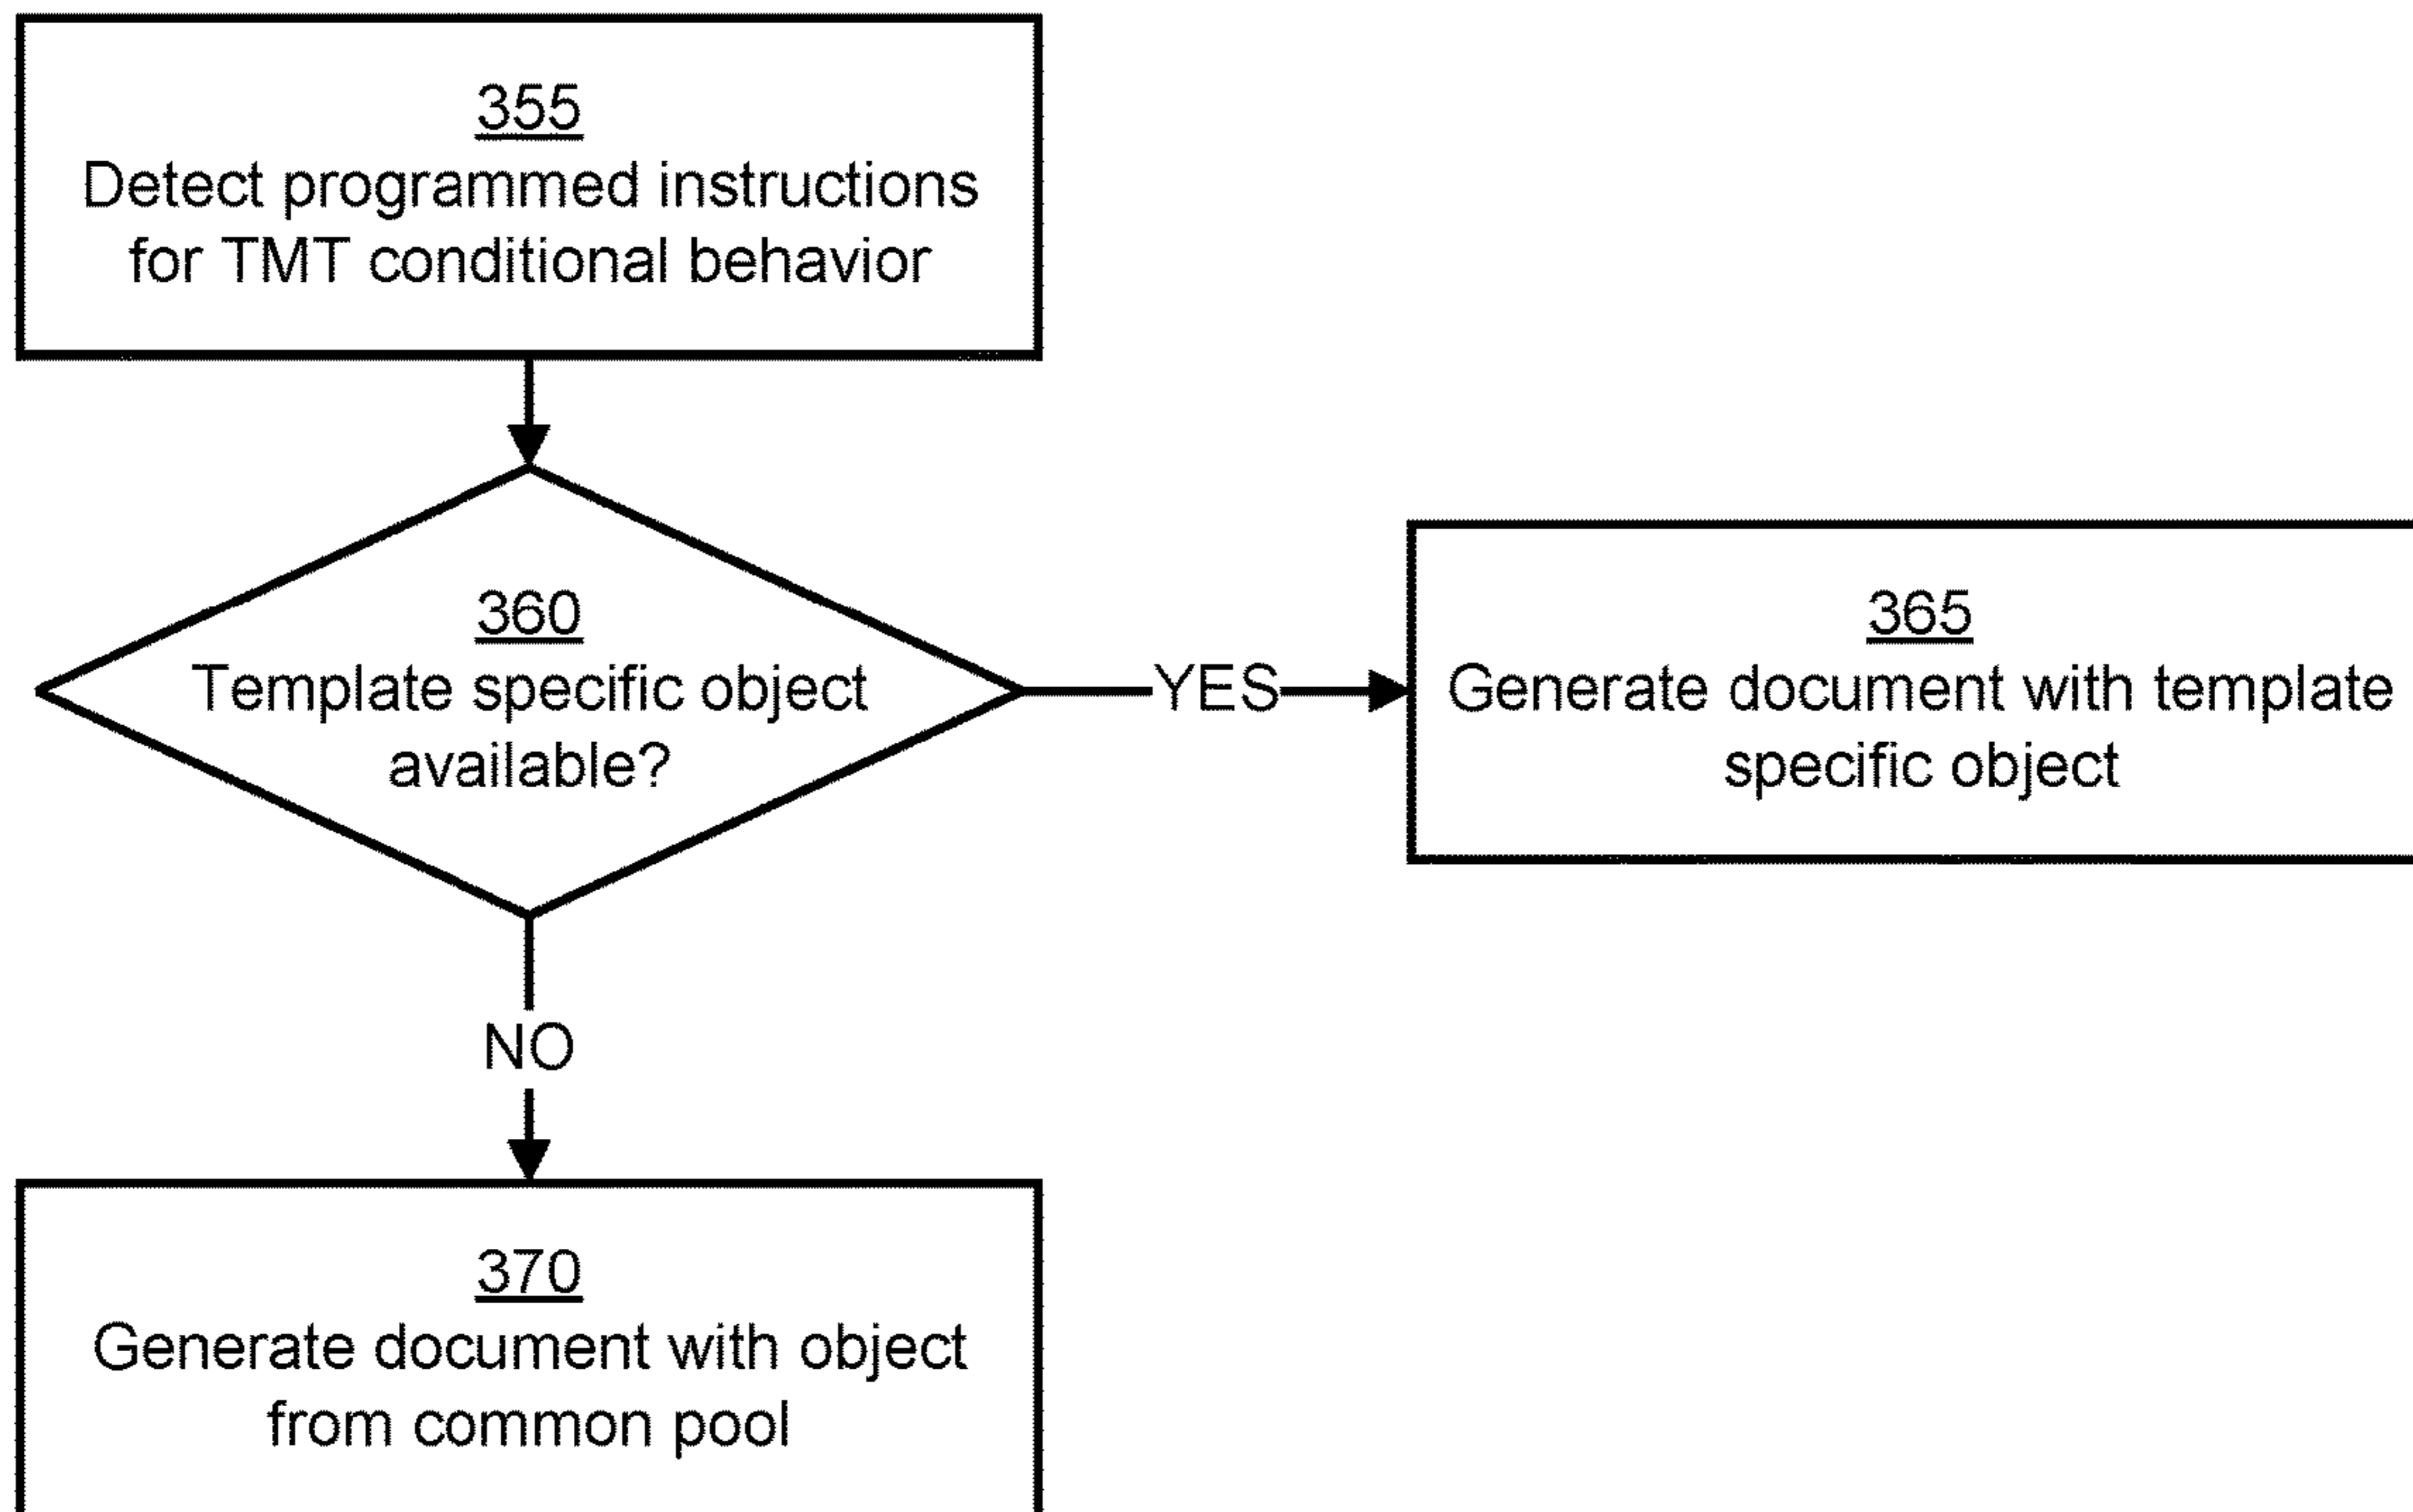 355
Detect programmed instructions
for TMT conditional behavior
360
Template specific object
available?
YES
365
Generate document with template
specific object
NO
370
Generate document with object
from common pool